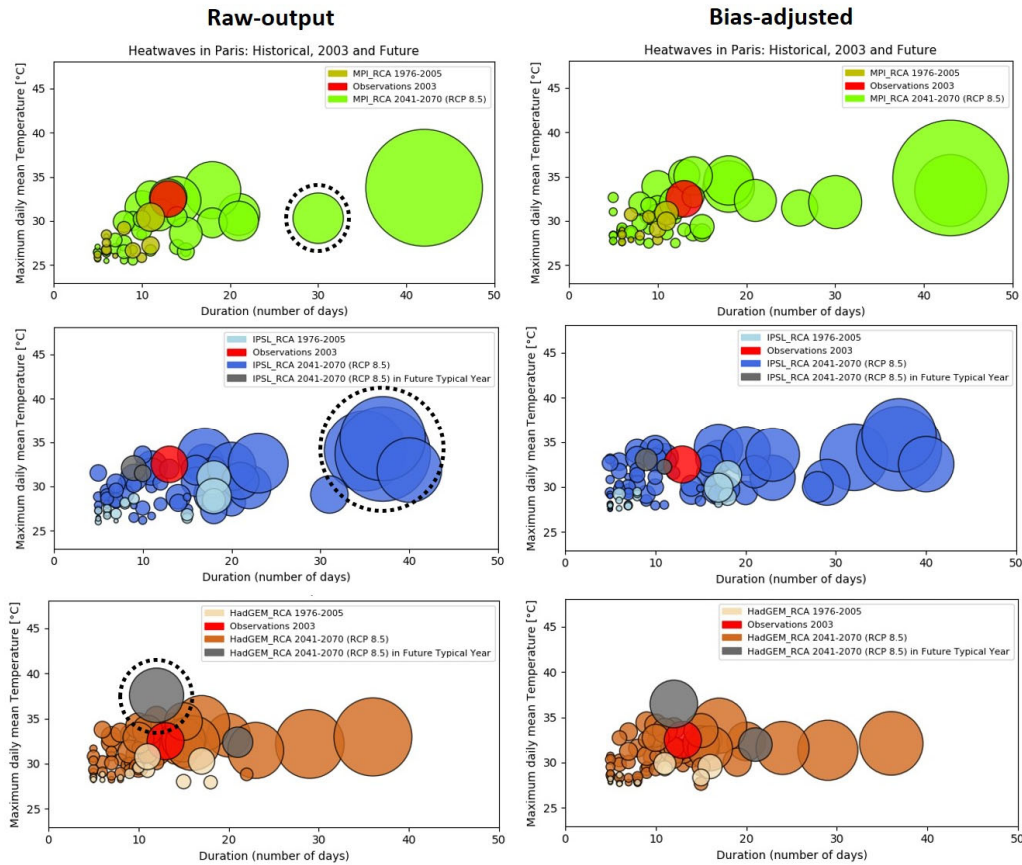 Raw-output
Bias-adjusted
Heatwaves in Paris: Historical, 2003 and Future
Maximum daily mean Temperature [°C]
45
40
35
30
25
MPI_RCA 1976-2005
Observations 2003
MPI_RCA 2041-2070 (RCP 8.5)
0 10 20 30 40 50
Duration (number of days)
Heatwaves in Paris: Historical, 2003 and Future
Maximum daily mean Temperature [°C]
45
40
35
30
25
MPI_RCA 1976-2005
Observations 2003
MPI_RCA 2041-2070 (RCP 8.5)
0 10 20 30 40 50
Duration (number of days)
Maximum daily mean Temperature [°C]
45
40
35
30
25
IPSL_RCA 1976-2005
Observations 2003
IPSL_RCA 2041-2070 (RCP 8.5)
IPSL_RCA 2041-2070 (RCP 8.5) in Future Typical Year
0 10 20 30 40 50
Duration (number of days)
Maximum daily mean Temperature [°C]
45
40
35
30
25
IPSL_RCA 1976-2005
Observations 2003
IPSL_RCA 2041-2070 (RCP 8.5)
IPSL_RCA 2041-2070 (RCP 8.5) in Future Typical Year
0 10 20 30 40 50
Duration (number of days)
Maximum daily mean Temperature [°C]
45
40
35
30
25
HadGEM_RCA 1976-2005
Observations 2003
HadGEM_RCA 2041-2070 (RCP 8.5)
HadGEM_RCA 2041-2070 (RCP 8.5) in Future Typical Year
0 10 20 30 40 50
Duration (number of days)
Maximum daily mean Temperature [°C]
45
40
35
30
25
HadGEM_RCA 1976-2005
Observations 2003
HadGEM_RCA 2041-2070 (RCP 8.5)
HadGEM_RCA 2041-2070 (RCP 8.5) in Future Typical Year
0 10 20 30 40 50
Duration (number of days)